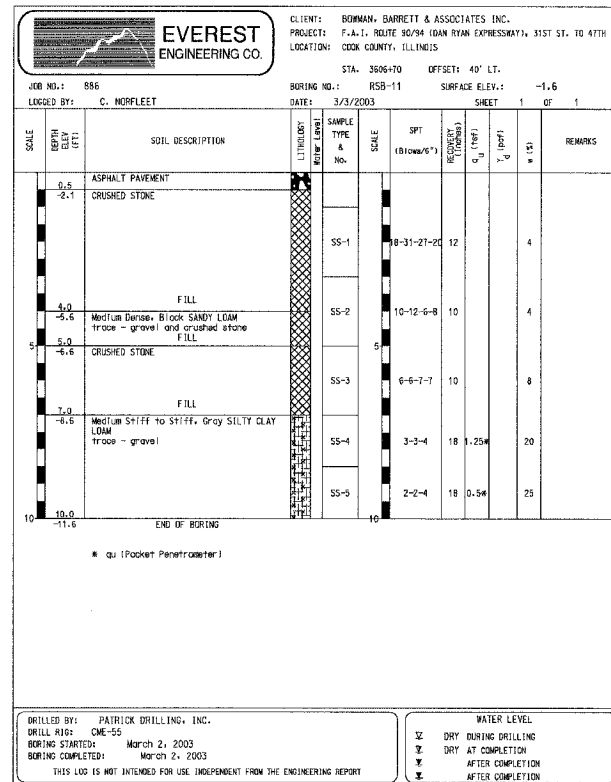 EVEREST
ENGINEERING CO.
CLIENT: BOWMAN, BARRETT & ASSOCIATES INC.
PROJECT: F.A.I. ROUTE 90/94 (DAN RYAN EXPRESSWAY), 31ST ST. TO 47TH
LOCATION: COOK COUNTY, ILLINOIS
STA. 3606+70 OFFSET: 40' LT.
JOB NO.: 886 BORING NO.: RSB-11 SURFACE ELEV.: -1.6
LOGGED BY: C. NORFLEET DATE: 3/3/2003 SHEET 1 OF 1
SCALE DEPTH ELEV (FT) SOIL DESCRIPTION LITHOLOGY Water Level SAMPLE TYPE & No. SCALE SPT (Blows/6") RECOVERY (inches) q_u (tsf) Y_d (pcf) w (%) REMARKS
ASPHALT PAVEMENT
0.5
-2.1 CRUSHED STONE
SS-1 18-31-27-20 12 4
FILL
4.0 SS-2 10-12-6-8 10 4
-5.6 Medium Dense, Black SANDY LOAM
trace - gravel and crushed stone
5 5.0 FILL 5
-6.6 CRUSHED STONE
SS-3 6-6-7-7 10 8
FILL
7.0
-8.6 Medium Stiff to Stiff, Gray SILTY CLAY
LOAM
trace - gravel SS-4 3-3-4 18 1.25* 20
SS-5 2-2-4 18 0.5* 25
10 10.0 10
-11.6 END OF BORING
* qu (Pocket Penetrometer)
DRILLED BY: PATRICK DRILLING, INC.
DRILL RIG: CME-55
BORING STARTED: March 2, 2003
BORING COMPLETED: March 2, 2003
THIS LOG IS NOT INTENDED FOR USE INDEPENDENT FROM THE ENGINEERING REPORT
WATER LEVEL
DRY DURING DRILLING
DRY AT COMPLETION
AFTER COMPLETION
AFTER COMPLETION